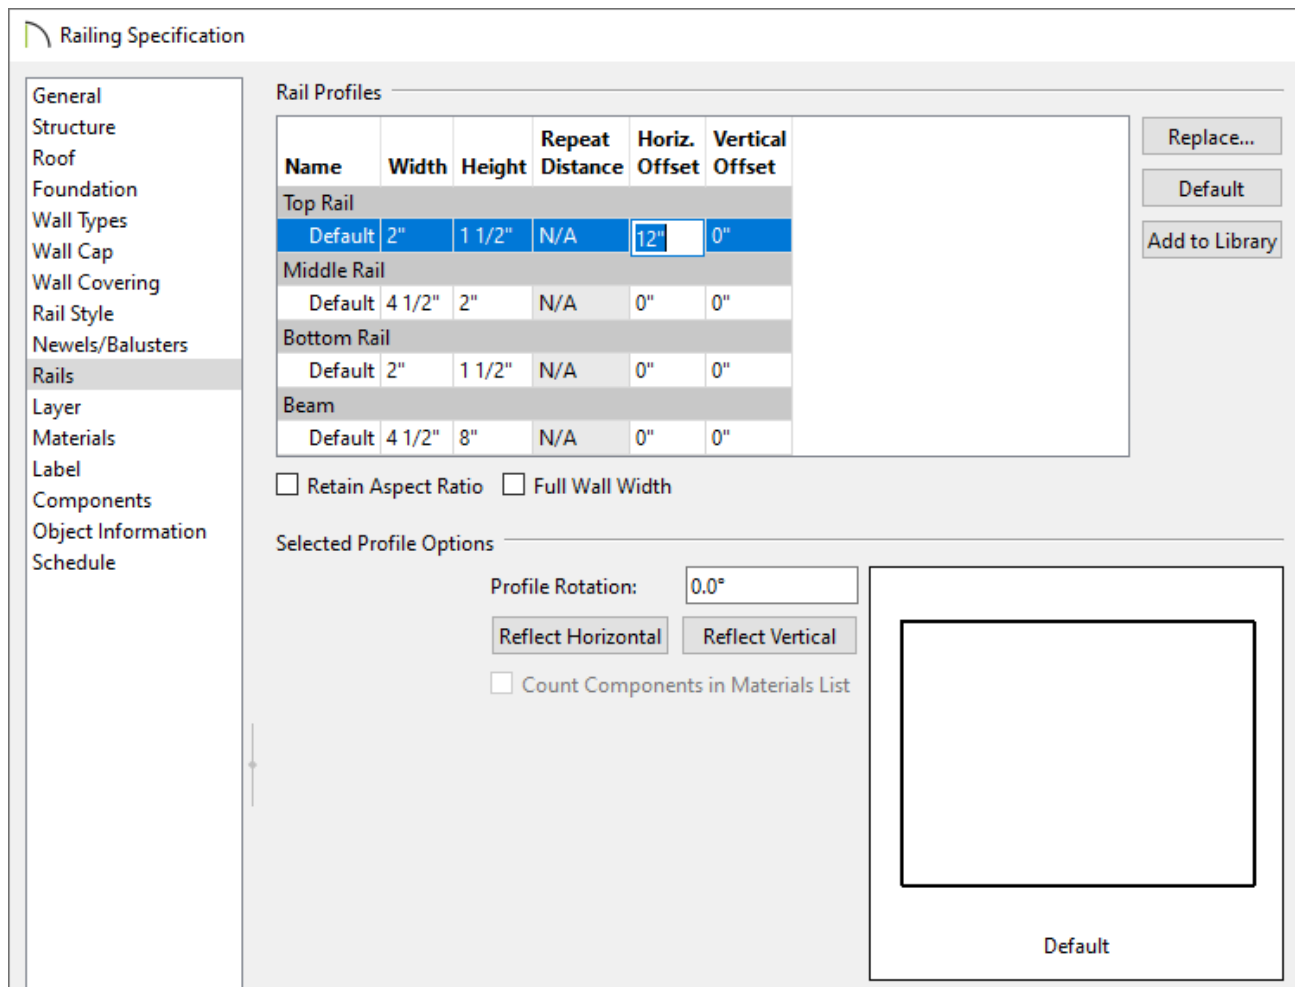 Railing Specification
General
Structure
Roof
Foundation
Wall Types
Wall Cap
Wall Covering
Rail Style
Newels/Balusters
Rails
Layer
Materials
Label
Components
Object Information
Schedule
Rail Profiles
Name Width Height Repeat Distance Horiz. Offset Vertical Offset
Top Rail
Default 2" 1 1/2" N/A 12" 0"
Middle Rail
Default 4 1/2" 2" N/A 0" 0"
Bottom Rail
Default 2" 1 1/2" N/A 0" 0"
Beam
Default 4 1/2" 8" N/A 0" 0"
Replace...
Default
Add to Library
Retain Aspect Ratio Full Wall Width
Selected Profile Options
Profile Rotation: 0.0°
Reflect Horizontal Reflect Vertical
Count Components in Materials List
Default